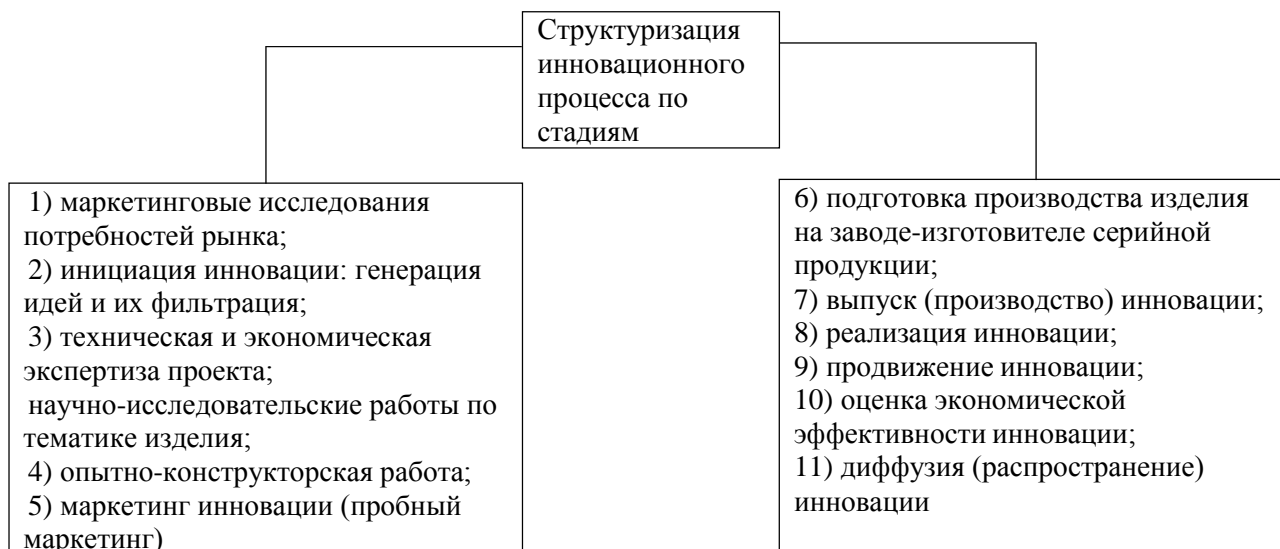 Структуризация
инновационного
процесса по
стадиям
1) маркетинговые исследования
потребностей рынка;
2) инициация инновации: генерация
идей и их фильтрация;
3) техническая и экономическая
экспертиза проекта;
научно-исследовательские работы по
тематике изделия;
4) опытно-конструкторская работа;
5) маркетинг инновации (пробный
маркетинг)
6) подготовка производства изделия
на заводе-изготовителе серийной
продукции;
7) выпуск (производство) инновации;
8) реализация инновации;
9) продвижение инновации;
10) оценка экономической
эффективности инновации;
11) диффузия (распространение)
инновации